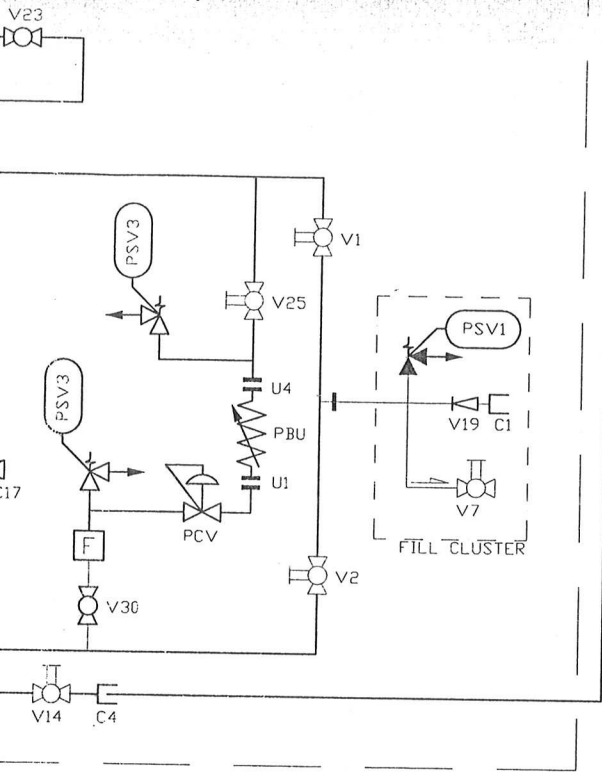 V23
PSV3
V1
V25
PSV1
U4
PSV3
PBU
V19 C1
C17
U1
V7
PCV
FILL CLUSTER
F
V2
V30
V14
C4